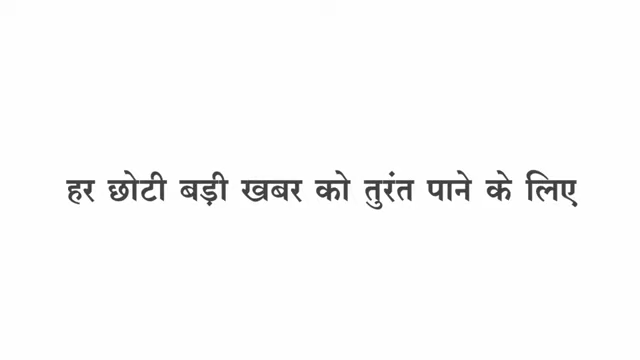 हर छोटी बड़ी खबर को तुरंत पाने के लिए